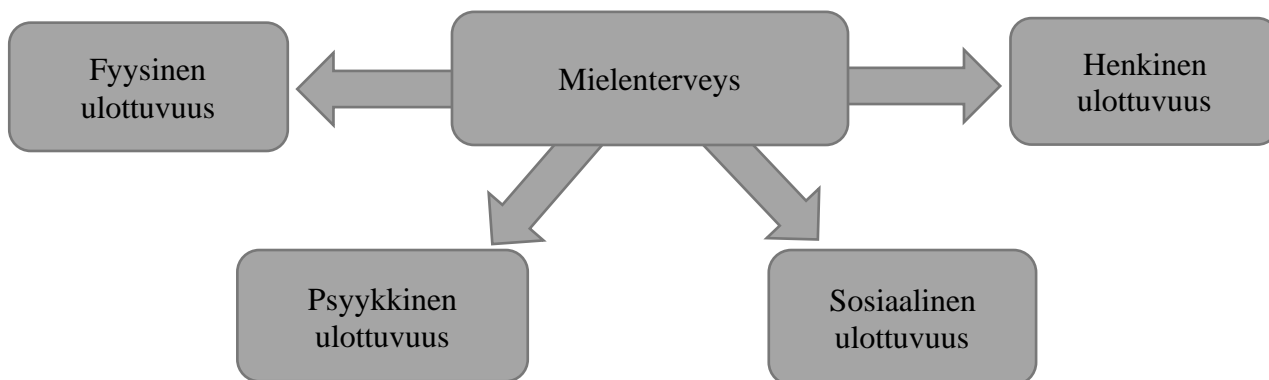 Fyysinen
ulottuvuus
Mielenterveys
Henkinen
ulottuvuus
Psyykkinen
ulottuvuus
Sosiaalinen
ulottuvuus